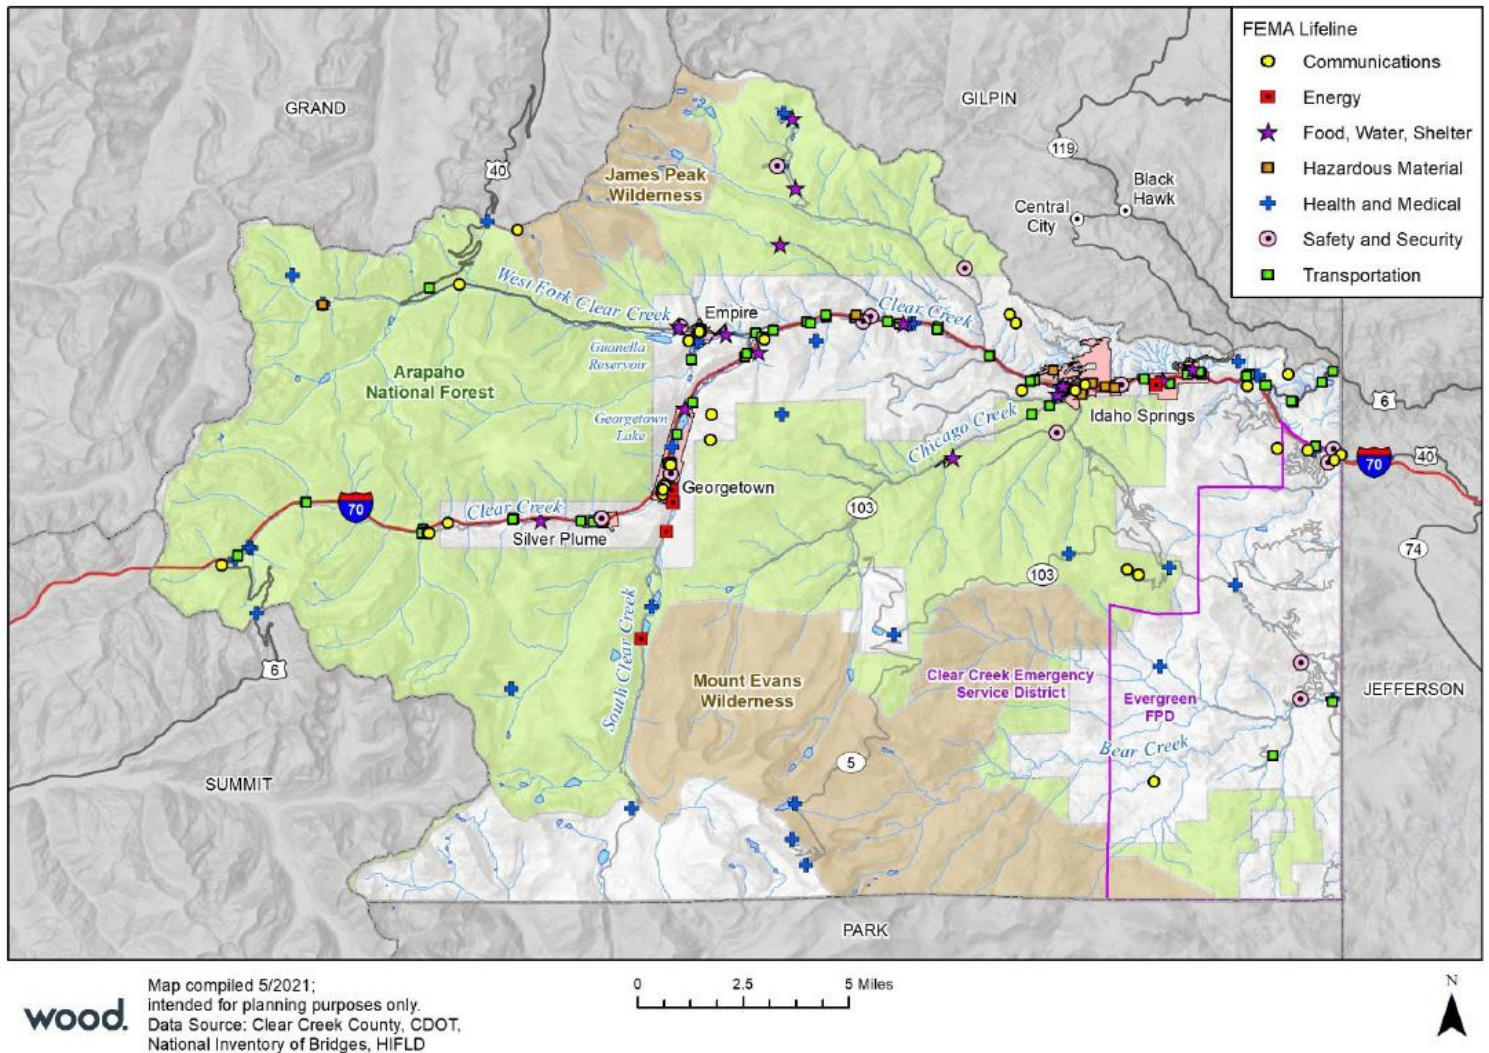 FEMA Lifeline
Communications
Energy
Food, Water, Shelter
Hazardous Material
Health and Medical
Safety and Security
Transportation
GRAND
GILPIN
119
40
Black
Hawk
Central
City
James Peak
Wilderness
West Fork Clear Creek
Empire
Clear Creek
Guanella
Reservoir
Arapaho
National Forest
6
Georgetown
Lake
Chicago Creek
Idaho Springs
40
70
Georgetown
70
Clear Creek
103
Silver Plume
74
103
South Clear Creek
6
Mount Evans
Wilderness
Clear Creek Emergency
Service District
Evergreen
FPD
JEFFERSON
Bear Creek
5
SUMMIT
PARK
wood.
Map compiled 5/2021;
intended for planning purposes only.
Data Source: Clear Creek County, CDOT,
National Inventory of Bridges, HIFLD
0 2.5 5 Miles
N